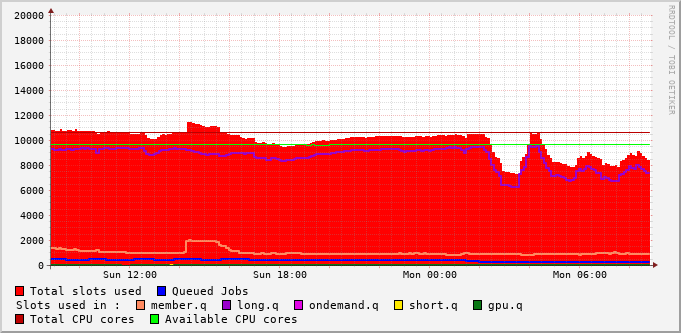 20000
18000
16000
14000
12000
10000
8000
6000
4000
2000
0
Sun 12:00 Sun 18:00 Mon 00:00 Mon 06:00
RRDTOOL / TOBI OETIKER
Total slots used Queued Jobs
Slots used in : member.q long.q ondemand.q short.q gpu.q
Total CPU cores Available CPU cores